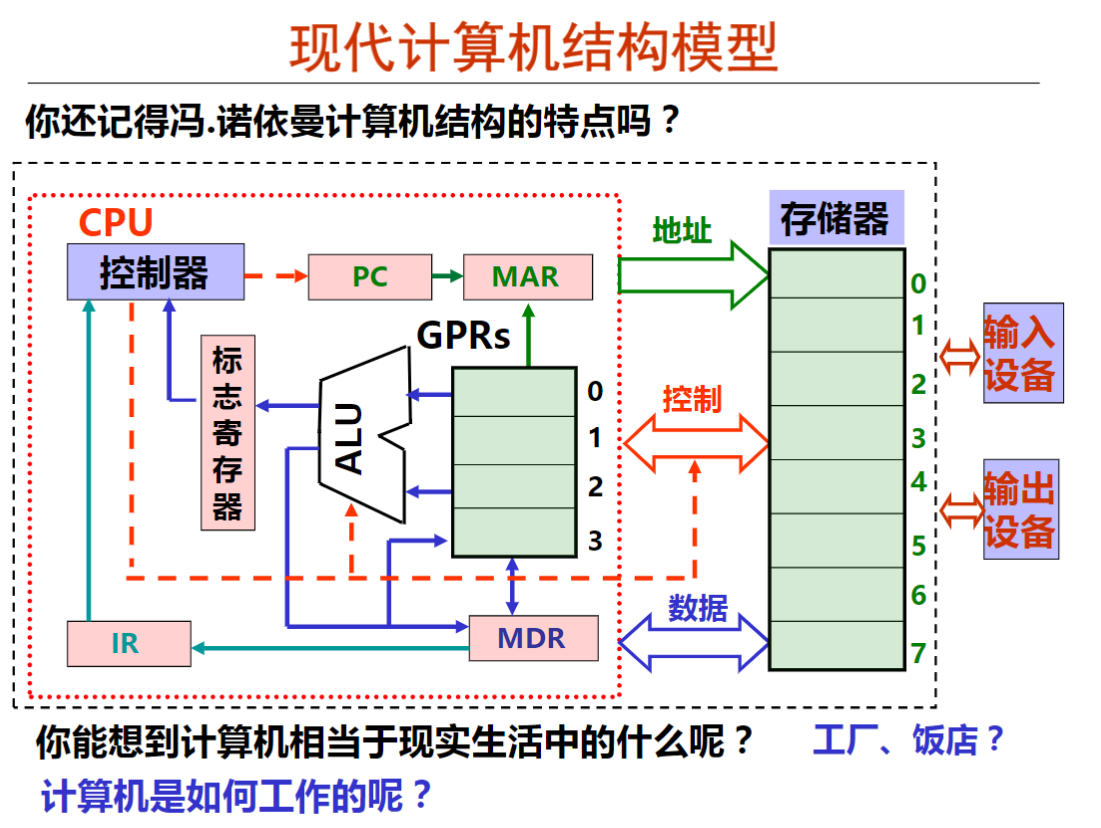 现代计算机结构模型
你还记得冯.诺依曼计算机结构的特点吗？
CPU
控制器
PC
MAR
地址
存储器
GPRs
标志寄存器
ALU
0
1
2
3
控制
IR
MDR
数据
0
1
2
3
4
5
6
7
输入
设备
输出
设备
你能想到计算机相当于现实生活中的什么呢？
工厂、饭店？
计算机是如何工作的呢？